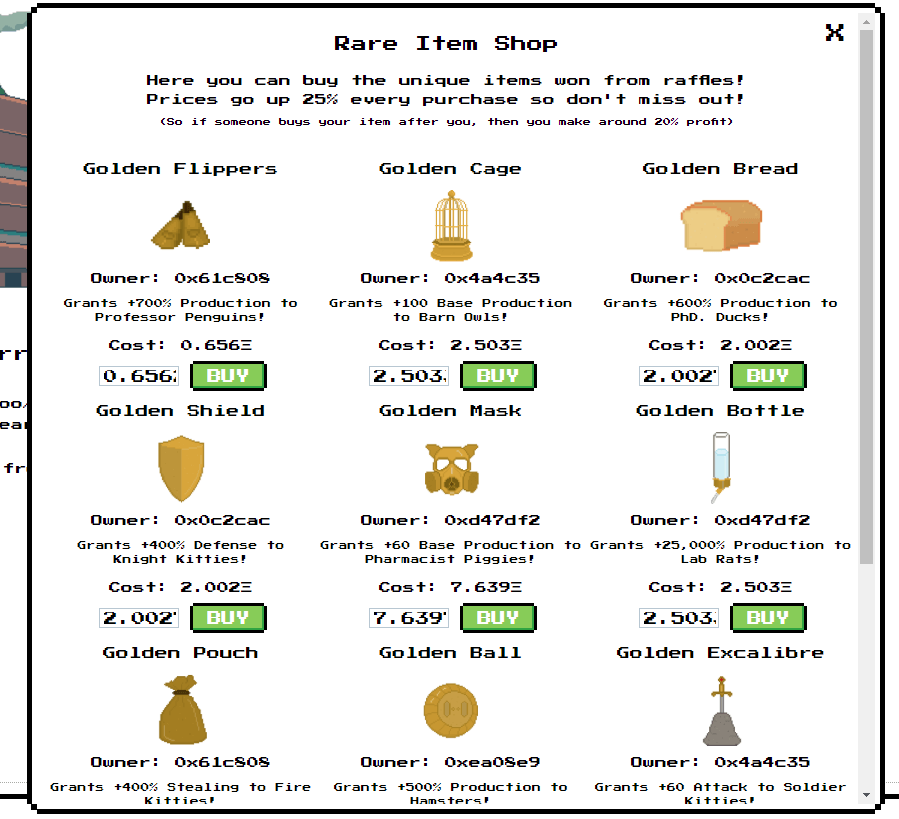 X
Rare Item Shop
Here you can buy the unique items won from raffles!
Prices go up 25% every purchase so don't miss out!
(So if someone buys your item after you, then you make around 20% profit)
Golden Flippers
Owner: 0x61c808
Grants +700% Production to
Professor Penguins!
Cost: 0.656Ξ
0.656
BUY
Golden Cage
Owner: 0x4a4c35
Grants +100 Base Production
to Barn Owls!
Cost: 2.503Ξ
2.503
BUY
Golden Bread
Owner: 0x0c2cac
Grants +600% Production to
PhD. Ducks!
Cost: 2.002Ξ
2.002
BUY
Golden Shield
Owner: 0x0c2cac
Grants +400% Defense to
Knight Kitties!
Cost: 2.002Ξ
2.002
BUY
Golden Mask
Owner: 0xd47df2
Grants +60 Base Production to
Pharmacist Piggies!
Cost: 7.639Ξ
7.639
BUY
Golden Bottle
Owner: 0xd47df2
Grants +25,000% Production to
Lab Rats!
Cost: 2.503Ξ
2.503
BUY
Golden Pouch
Owner: 0x61c808
Grants +400% Stealing to Fire
Kitties!
Golden Ball
Owner: 0xea08e9
Grants +500% Production to
Hamsters!
Golden Excalibre
Owner: 0x4a4c35
Grants +60 Attack to Soldier
Kitties!